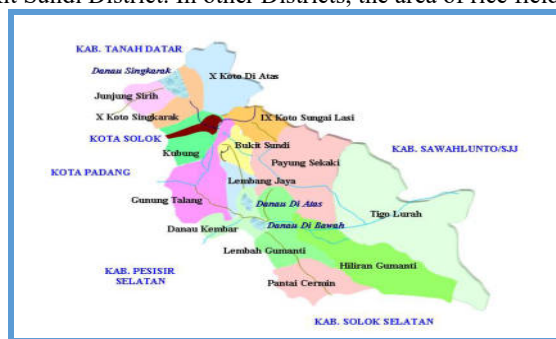 kit Sundi District. In other Districts, the area of rice field
KAB. TANAH DATAR
Danau Singkarak
X Koto Di Atas
Junjung Sirih
X Koto Singkarak
IX Koto Sungai Lasi
KOTA SOLOK
Bukit Sundi
KAB. SAWAHLUNTO/SJJ
Kubung
Payung Sekaki
KOTA PADANG
Lembang Jaya
Gunung Talang
Danau Di Atas
Tigo Lurah
Danau Kembar
Danau Di Bawah
Lembah Gumanti
Hiliran Gumanti
KAB. PESISIR
SELATAN
Pantai Cermin
KAB. SOLOK SELATAN